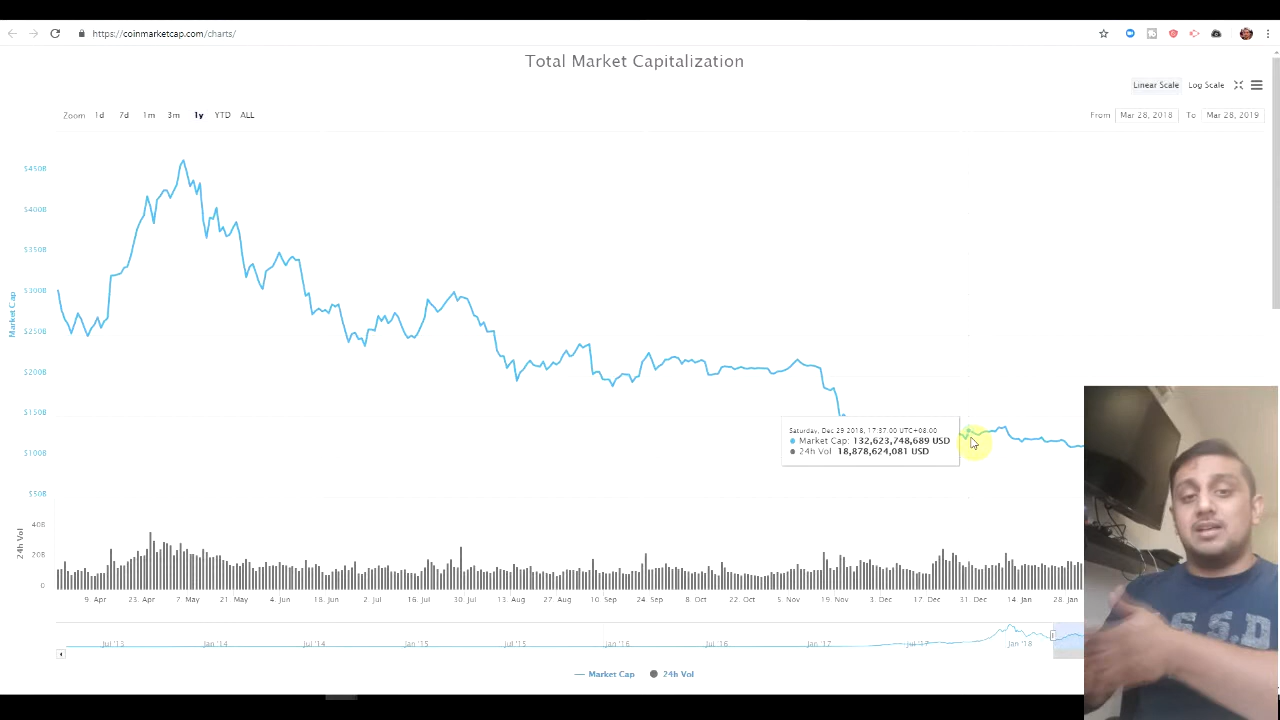 https://coinmarketcap.com/charts/
Total Market Capitalization
Linear Scale Log Scale
Zoom 1d 7d 1m 3m 1y YTD ALL
From Mar 28, 2018 To Mar 28, 2019
$450B
$400B
$350B
$300B
$250B
$200B
$150B
$100B
$50B
Market Cap
Saturday, Dec 29 2018, 17:37:00 UTC+08:00
Market Cap: 132,623,748,689 USD
24h Vol 18,878,624,081 USD
40B
20B
0
24h Vol
9. Apr 23. Apr 7. May 21. May 4. Jun 18. Jun 2. Jul 16. Jul 30. Jul 13. Aug 27. Aug 10. Sep 24. Sep 8. Oct 22. Oct 5. Nov 19. Nov 3. Dec 17. Dec 31. Dec 14. Jan 28. Jan
Jul '13 Jan '14 Jul '14 Jan '15 Jul '15 Jan '16 Jul '16 Jan '17 Jul '17 Jan '18
Market Cap 24h Vol